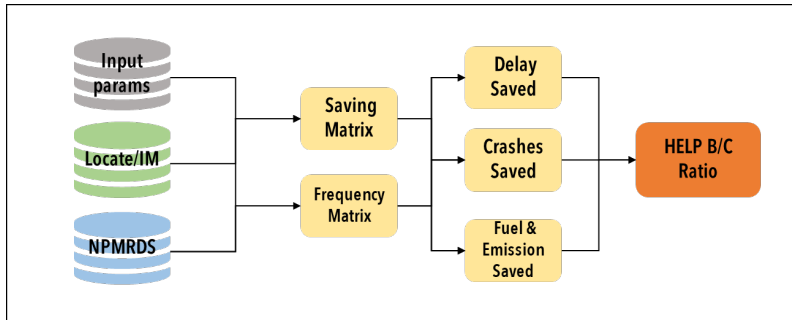 Input
params
Locate/IM
NPMRDS
Saving
Matrix
Frequency
Matrix
Delay
Saved
Crashes
Saved
Fuel &
Emission
Saved
HELP B/C
Ratio